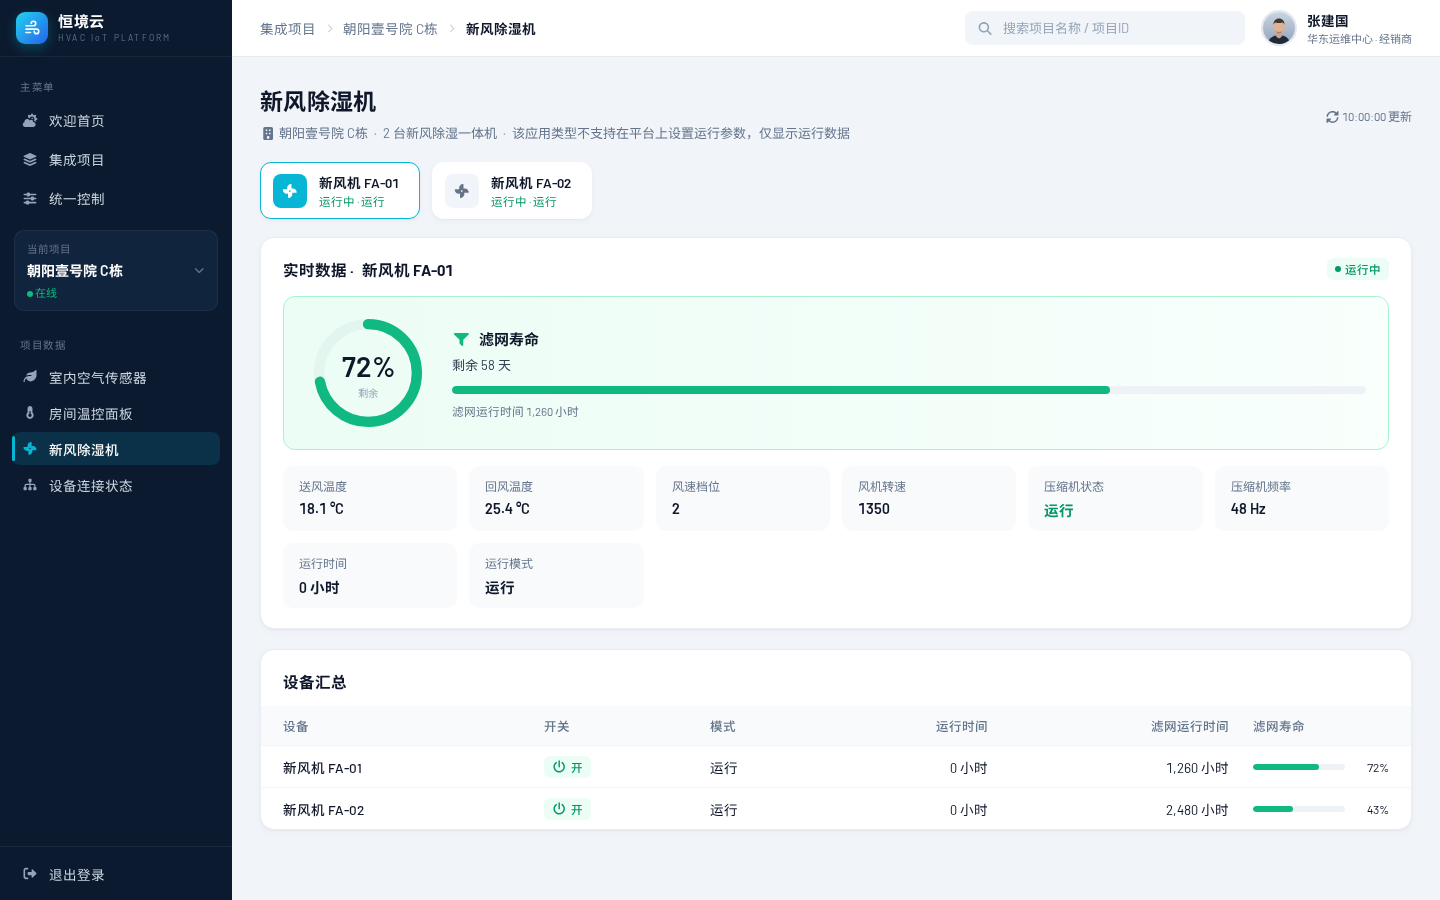 恒境云
HVAC IoT PLATFORM
主菜单
欢迎首页
集成项目
统一控制
当前项目
朝阳壹号院 C栋
在线
项目数据
室内空气传感器
房间温控面板
新风除湿机
设备连接状态
退出登录
集成项目 朝阳壹号院 C栋 新风除湿机
搜索项目名称 / 项目ID
张建国
华东运维中心 · 经销商
新风除湿机
朝阳壹号院 C栋 · 2 台新风除湿一体机 · 该应用类型不支持在平台上设置运行参数，仅显示运行数据
10:00:00 更新
新风机 FA-01
运行中 · 运行
新风机 FA-02
运行中 · 运行
实时数据 · 新风机 FA-01
运行中
72%
剩余
滤网寿命
剩余 58 天
滤网运行时间 1,260 小时
送风温度
18.1 °C
回风温度
25.4 °C
风速档位
2
风机转速
1350
压缩机状态
运行
压缩机频率
48 Hz
运行时间
0 小时
运行模式
运行
设备汇总
设备 开关 模式 运行时间 滤网运行时间 滤网寿命
新风机 FA-01 开 运行 0 小时 1,260 小时 72%
新风机 FA-02 开 运行 0 小时 2,480 小时 43%